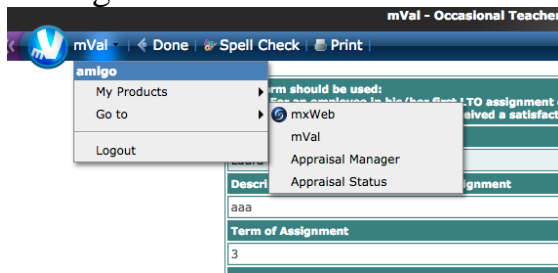 mVal - Occasional Teacher
mVal Done Spell Check Print
amigo
My Products
Go to
Logout
mxWeb
mVal
Appraisal Manager
Appraisal Status
rm should be used:
For an employee in his/her first LTO assignment
eived a satisfact
Descri
ignment
aaa
Term of Assignment
3